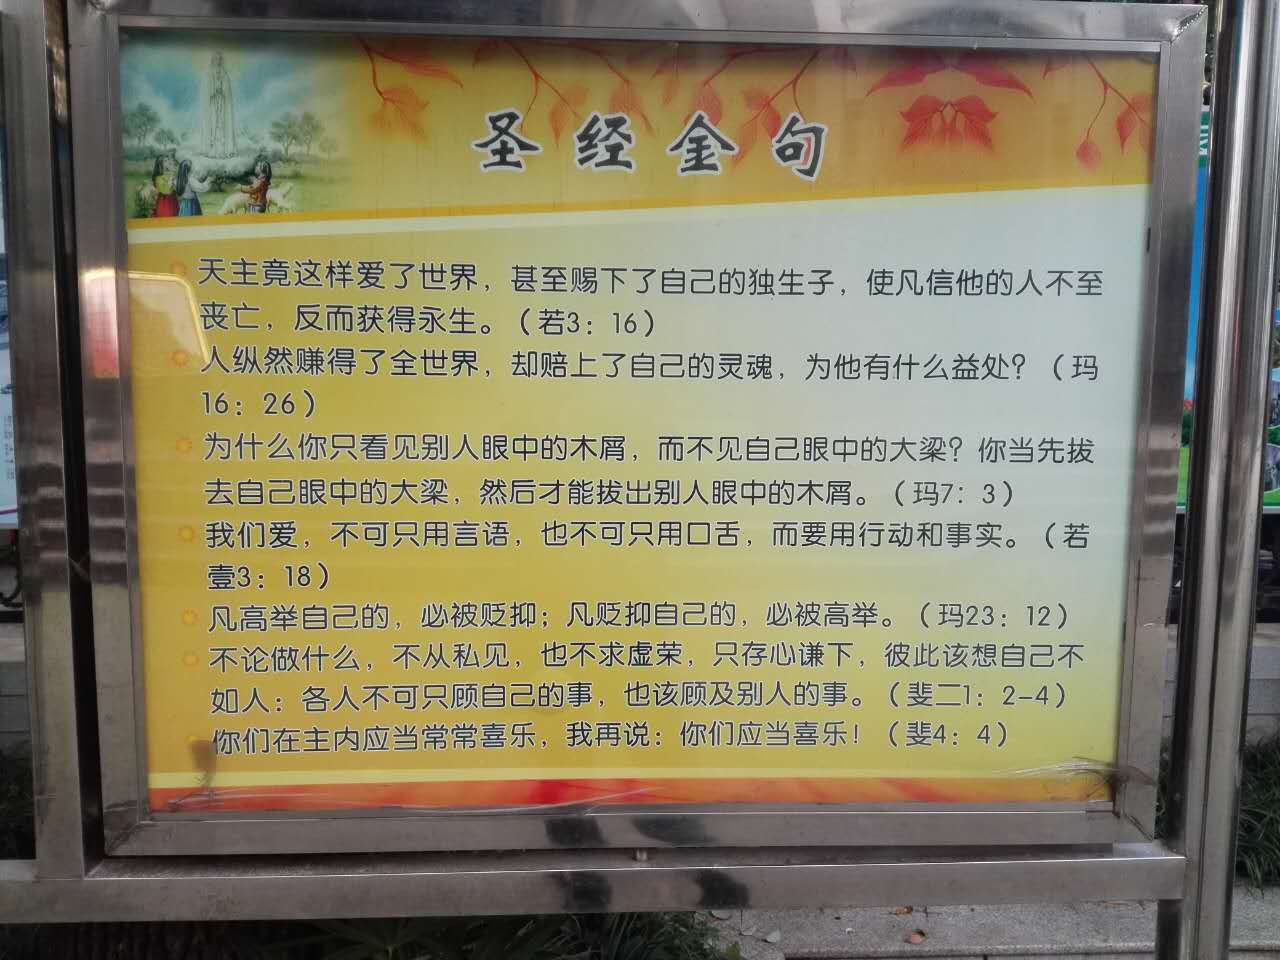 圣经金句
天主竟这样爱了世界，甚至赐下了自己的独生子，使凡信他的人不至
丧亡，反而获得永生。（若3：16）
人纵然赚得了全世界，却赔上了自己的灵魂，为他有什么益处？（玛
16：26）
为什么你只看见别人眼中的木屑，而不见自己眼中的大梁？你当先拔
去自己眼中的大梁，然后才能拔出别人眼中的木屑。（玛7：3）
我们爱，不可只用言语，也不可只用口舌，而要用行动和事实。（若
壹3：18）
凡高举自己的，必被贬抑；凡贬抑自己的，必被高举。（玛23：12）
不论做什么，不从私见，也不求虚荣，只存心谦下，彼此该想自己不
如人：各人不可只顾自己的事，也该顾及别人的事。（斐二1：2-4）
你们在主内应当常常喜乐，我再说：你们应当喜乐！（斐4：4）